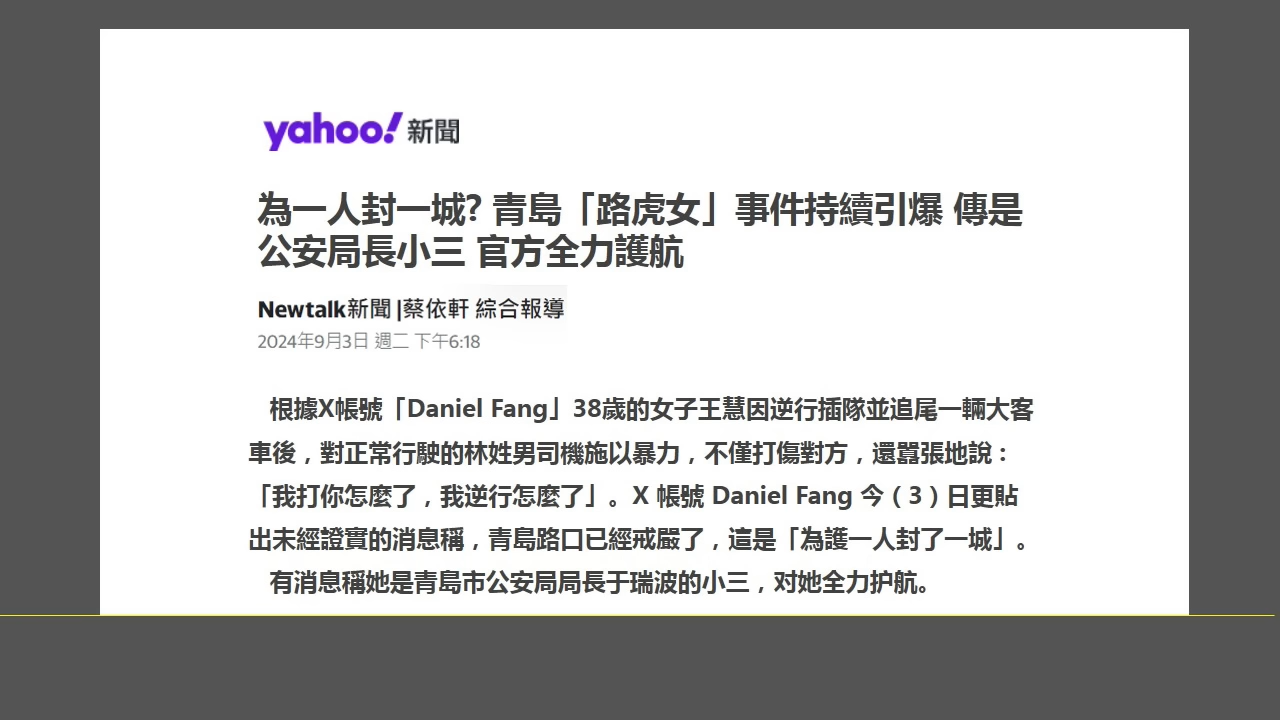 yahoo!新聞
為一人封一城? 青島「路虎女」事件持續引爆 傳是
公安局長小三 官方全力護航
Newtalk新聞 |蔡依軒 綜合報導
2024年9月3日 週二 下午6:18
根據X帳號「Daniel Fang」38歲的女子王慧因逆行插隊並追尾一輛大客
車後，對正常行駛的林姓男司機施以暴力，不僅打傷對方，還囂張地說：
「我打你怎麼了，我逆行怎麼了」。X 帳號 Daniel Fang 今（3）日更貼
出未經證實的消息稱，青島路口已經戒嚴了，這是「為護一人封了一城」。
有消息稱她是青島市公安局局長于瑞波的小三，对她全力护航。